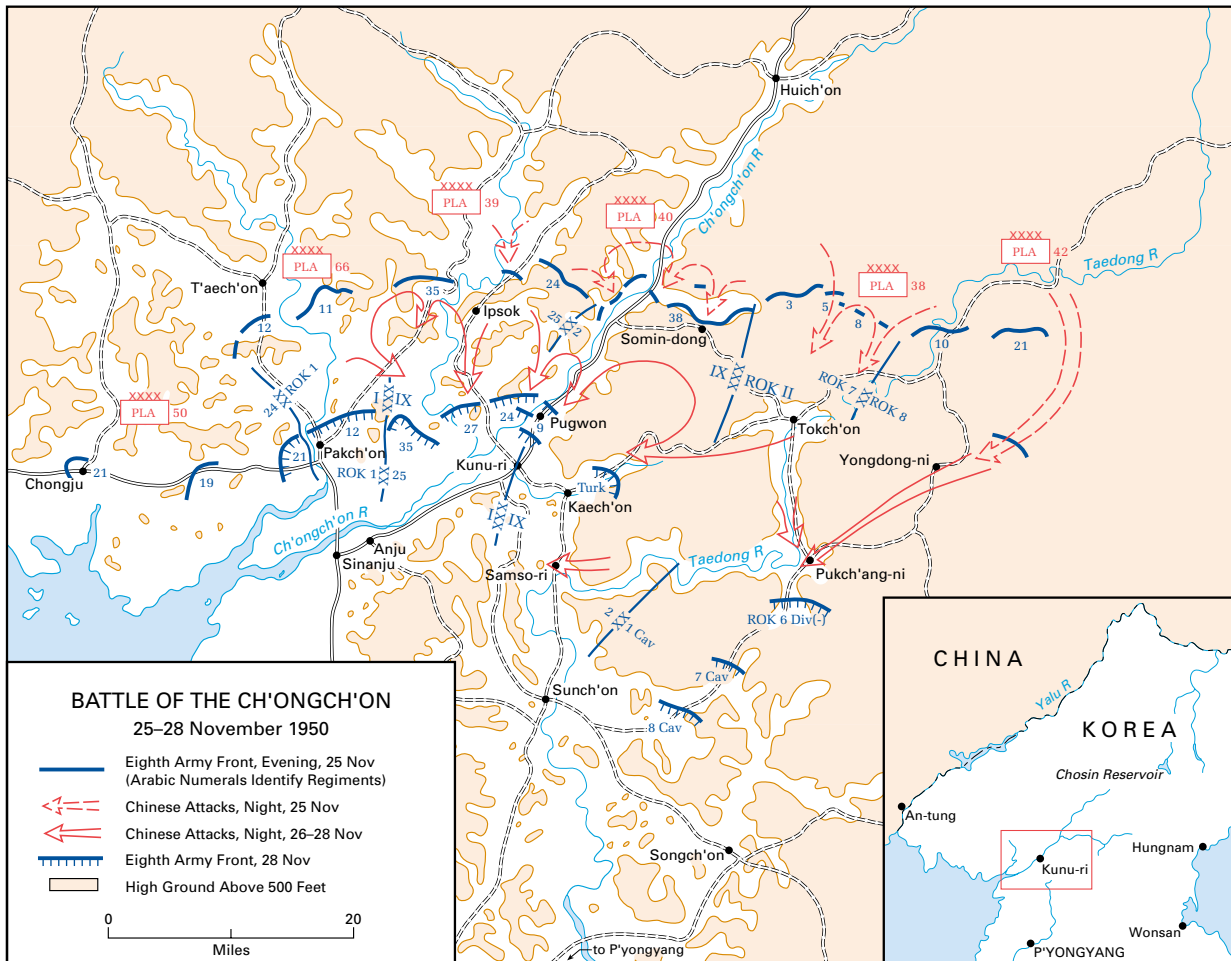 Huich'on
Ch'ongch'on R
XXXX
PLA 39
XXXX
PLA 40
XXXX
PLA 66
XXXX
PLA 42
Taedong R
XXXX
PLA 38
T'aech'on
11
35
24
12
Ipsok
25 XX 2
38
Somin-dong
3
5
8
10
21
24 XX ROK 1
IX XXXX ROK II
ROK 7 XX ROK 8
XXXX
PLA 50
I XXX IX
12
35
27
24
9
Pugwon
Tokch'on
21
Pakch'on
ROK 1 XX 25
Kunu-ri
Yongdong-ni
21
Chongju
19
Turk
Kaech'on
I XXX IX
Ch'ongch'on R
Anju
Sinanju
Samso-ri
Taedong R
Pukch'ang-ni
2 XX 1 Cav
ROK 6 Div(-)
7 Cav
Sunch'on
8 Cav
Songch'on
to P'yongyang
BATTLE OF THE CH'ONGCH'ON
25–28 November 1950
Eighth Army Front, Evening, 25 Nov
(Arabic Numerals Identify Regiments)
Chinese Attacks, Night, 25 Nov
Chinese Attacks, Night, 26–28 Nov
Eighth Army Front, 28 Nov
High Ground Above 500 Feet
0 20
Miles
CHINA
Yalu R
KOREA
Chosin Reservoir
An-tung
Hungnam
Kunu-ri
Wonsan
P'YONGYANG